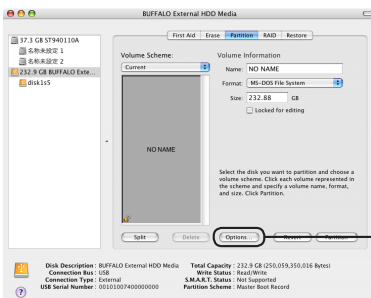 BUFFALO External HDD Media
First Aid Erase Partition RAID Restore
37.3 GB ST940110A
名称未設定 1
名称未設定 2
232.9 GB BUFFALO Exte...
disk1s5
Volume Scheme:
Current
NO NAME
Volume Information
Name: NO NAME
Format: MS-DOS File System
Size: 232.88 GB
Locked for editing
Select the disk you want to partition and choose a
volume scheme. Click each volume represented in
the scheme and specify a volume name, format,
and size. Click Partition.
Split Delete Options... Revert Partition
Disk Description : BUFFALO External HDD Media Total Capacity : 232.9 GB (250,059,350,016 Bytes)
Connection Bus : USB Write Status : Read/Write
Connection Type : External S.M.A.R.T. Status : Not Supported
USB Serial Number : 00101007400000000 Partition Scheme : Master Boot Record
?